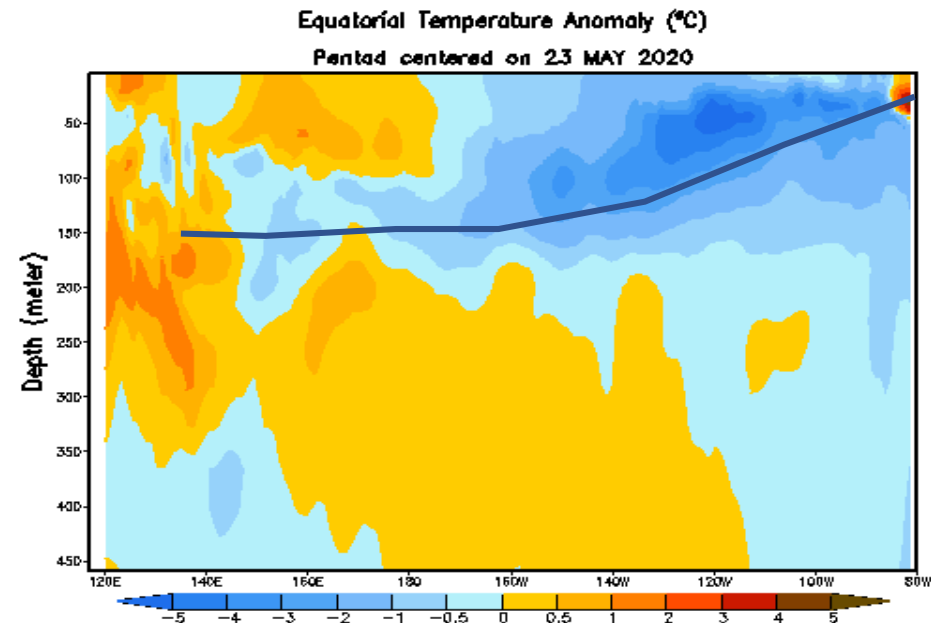 Equatorial Temperature Anomaly (°C)
Pentad centered on 23 MAY 2020
Depth (meter)
50
100
150
200
250
300
350
400
450
120E 140E 160E 180 160W 140W 120W 100W 80W
-5 -4 -3 -2 -1 -0.5 0 0.5 1 2 3 4 5